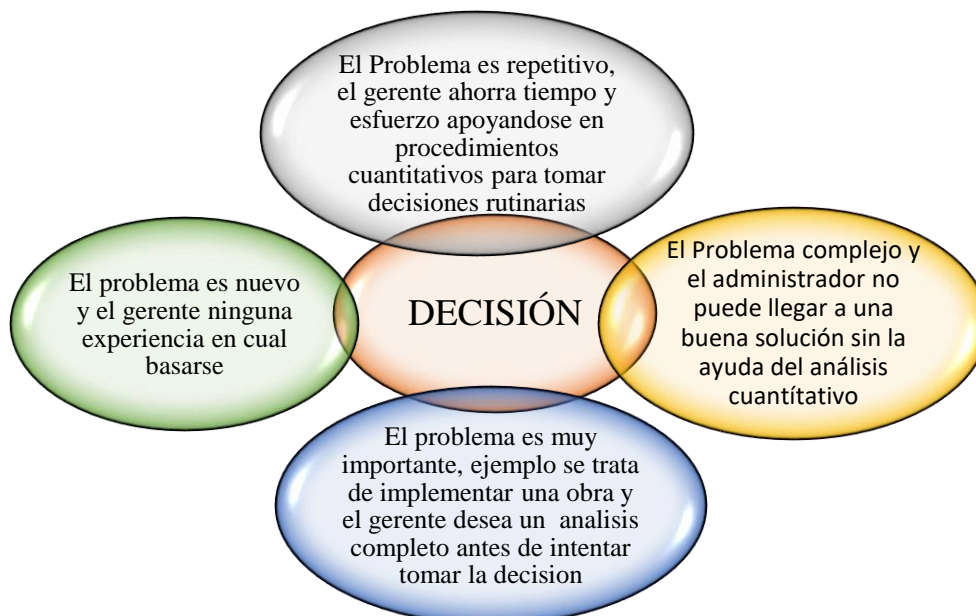 El Problema es repetitivo,
el gerente ahorra tiempo y
esfuerzo apoyandose en
procedimientos
cuantitativos para tomar
decisiones rutinarias
El problema es nuevo
y el gerente ninguna
experiencia en cual
basarse
DECISIÓN
El Problema complejo y
el administrador no
puede llegar a una
buena solución sin la
ayuda del análisis
cuantítativo
El problema es muy
importante, ejemplo se trata
de implementar una obra y
el gerente desea un analisis
completo antes de intentar
tomar la decision